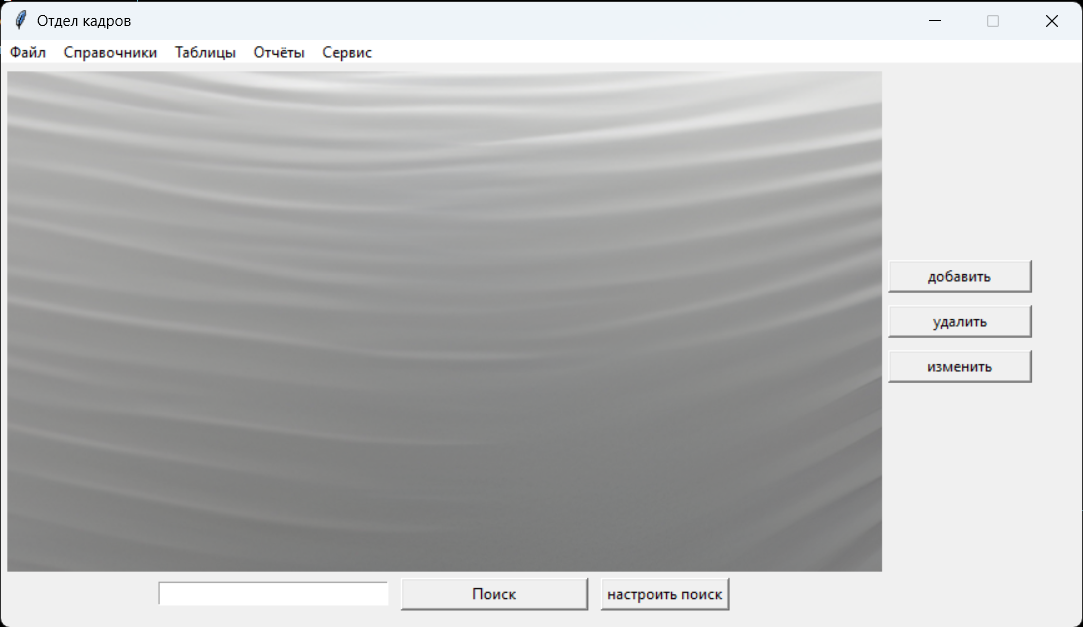 Отдел кадров
Файл Справочники Таблицы Отчёты Сервис
добавить
удалить
изменить
Поиск настроить поиск